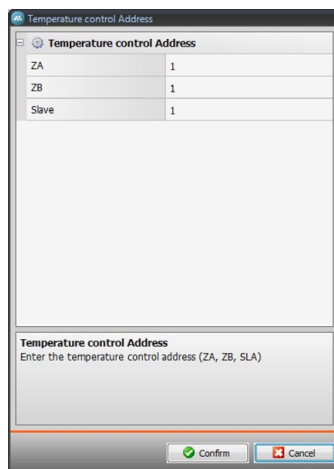 Temperature control Address
Temperature control Address
ZA 1
ZB 1
Slave 1
Temperature control Address
Enter the temperature control address (ZA, ZB, SLA)
Confirm Cancel